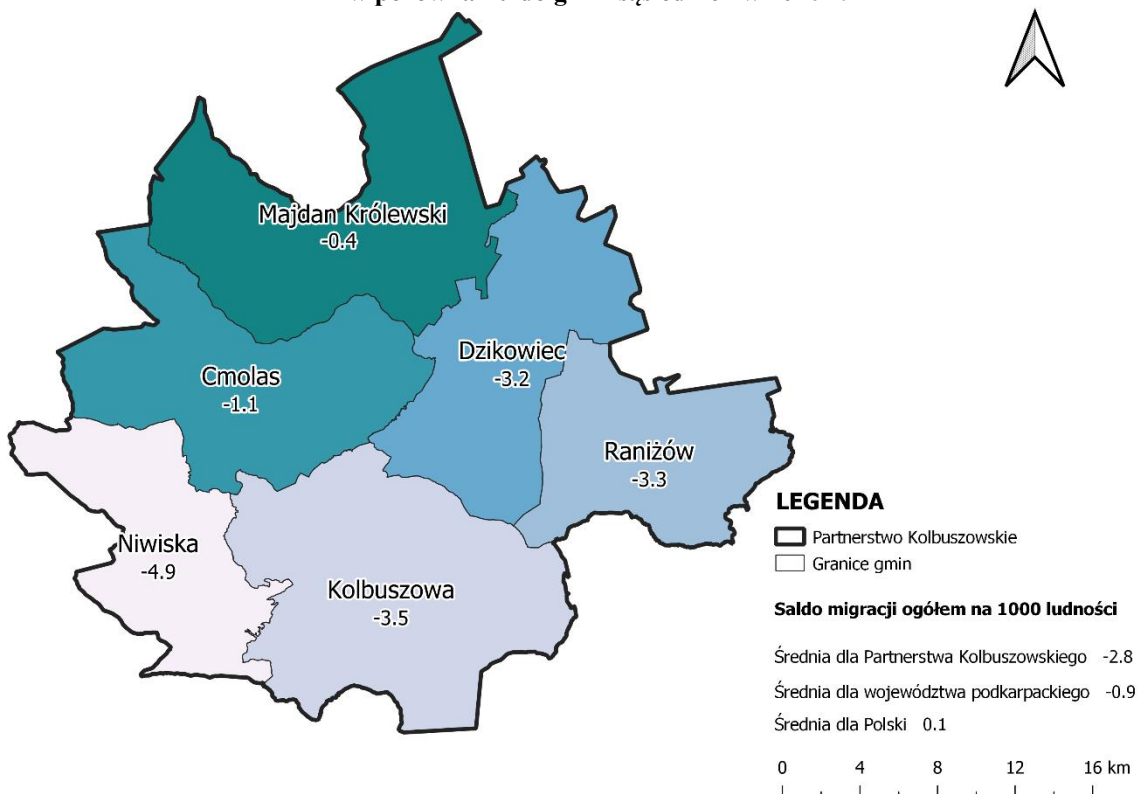 Majdan Królewski
-0.4
Dzikowiec
-3.2
Cmolas
-1.1
Raniżów
-3.3
Niwiska
-4.9
Kolbuszowa
-3.5
LEGENDA
Partnerstwo Kolbuszowskie
Granice gmin
Saldo migracji ogółem na 1000 ludności
Średnia dla Partnerstwa Kolbuszowskiego -2.8
Średnia dla województwa podkarpackiego -0.9
Średnia dla Polski 0.1
0 4 8 12 16 km